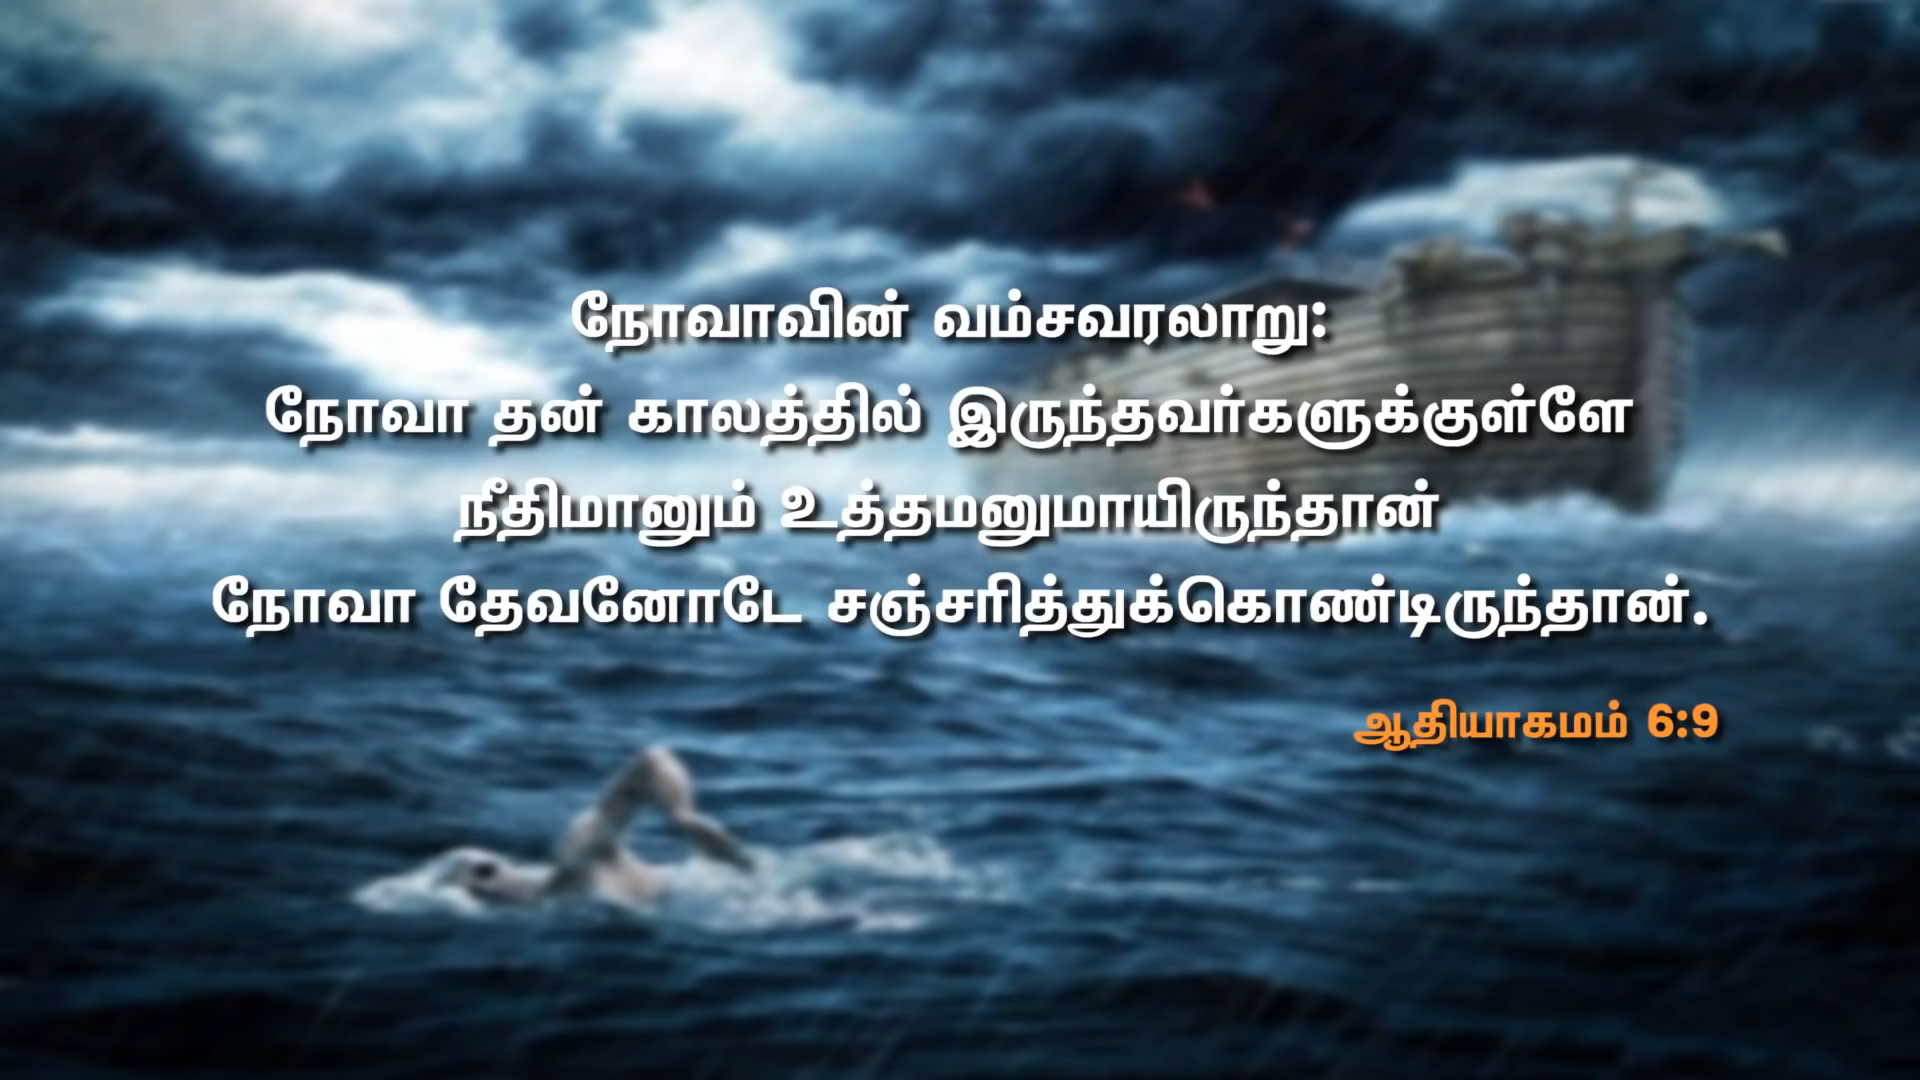 நோவாவின் வம்சவரலாறு:
நோவா தன் காலத்தில் இருந்தவர்களுக்குள்ளே
நீதிமானும் உத்தமனுமாயிருந்தான்
நோவா தேவனோடே சஞ்சரித்துக்கொண்டிருந்தான்.
ஆதியாகமம் 6:9